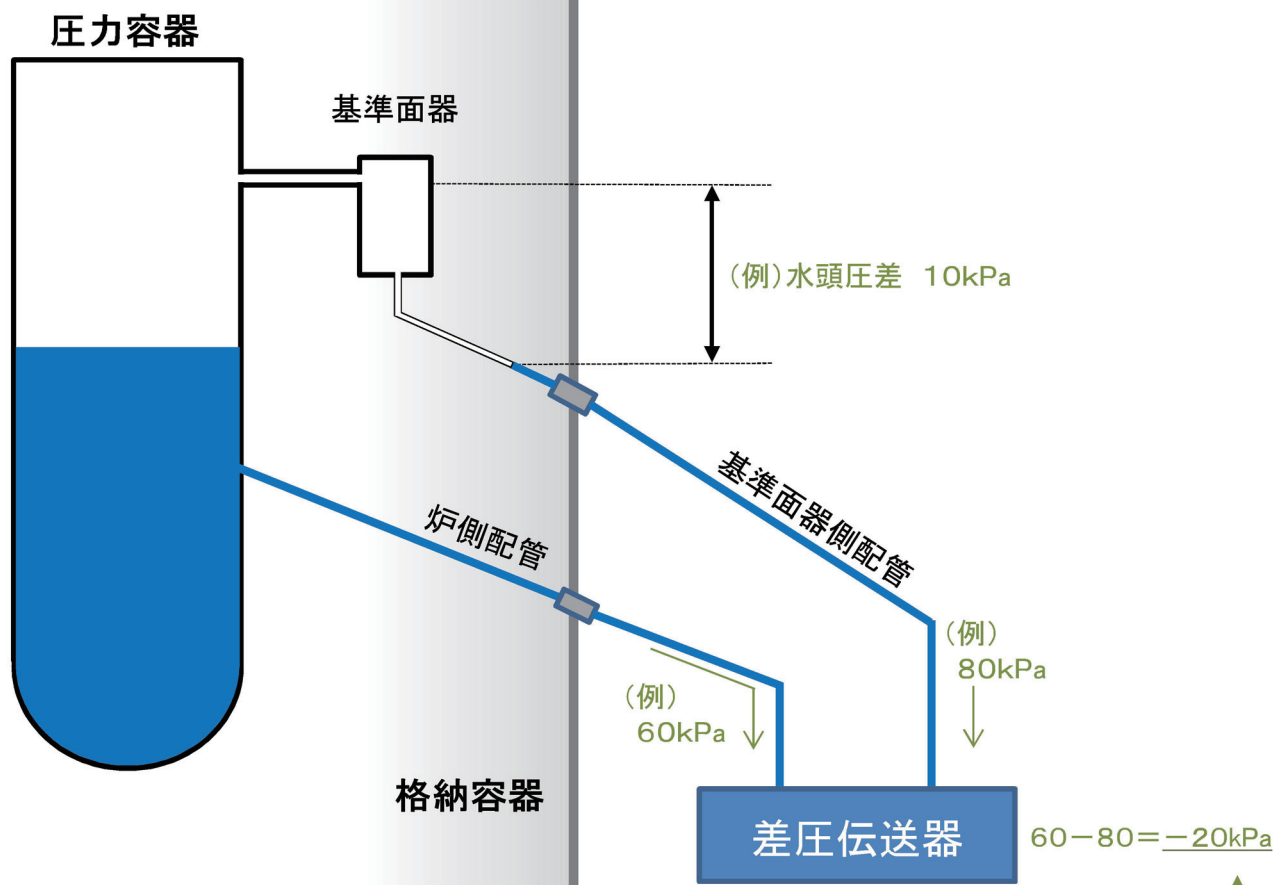 圧力容器
基準面器
（例）水頭圧差　１０kPa
基準面器側配管
炉側配管
（例）
８０kPa
（例）
６０kPa
格納容器
差圧伝送器
６０－８０＝－２０kPa